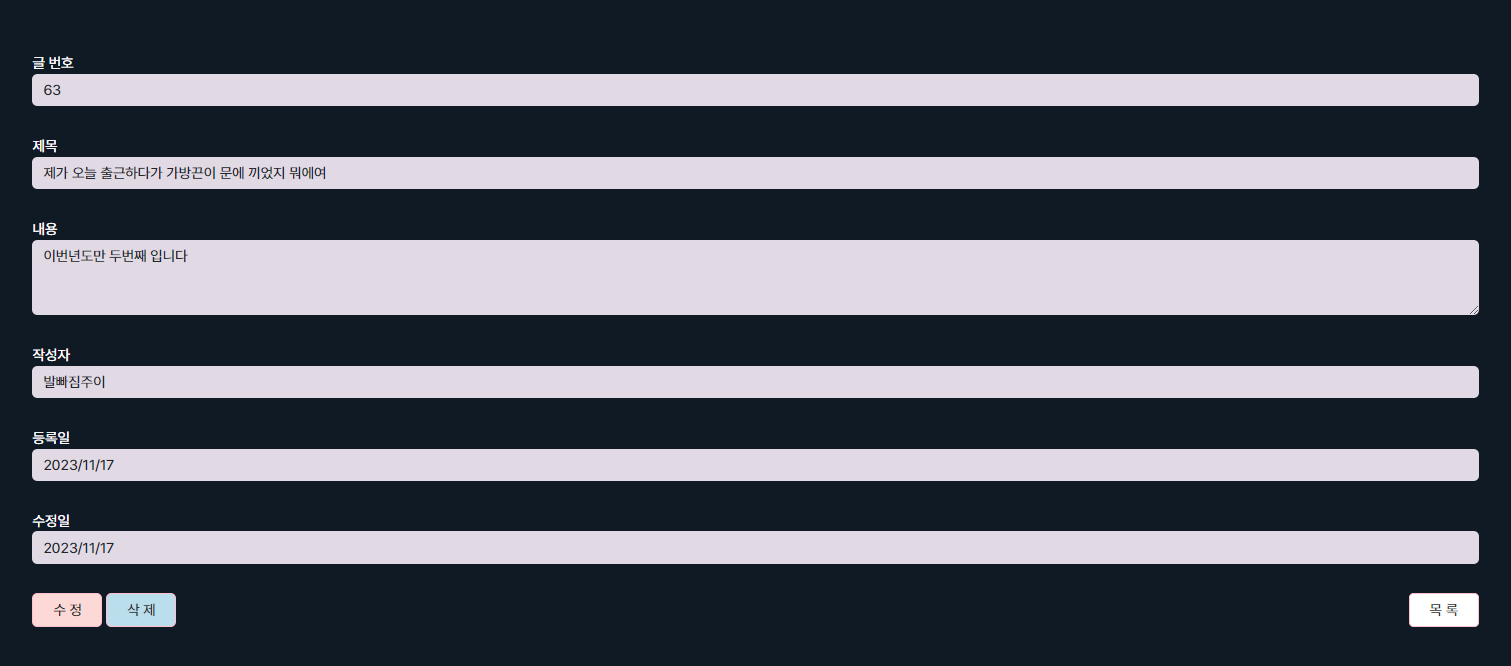 글 번호
63
제목
제가 오늘 출근하다가 가방끈이 문에 끼었지 뭐에여
내용
이번년도만 두번째 입니다
작성자
발빠짐주이
등록일
2023/11/17
수정일
2023/11/17
수 정 삭 제 목 록